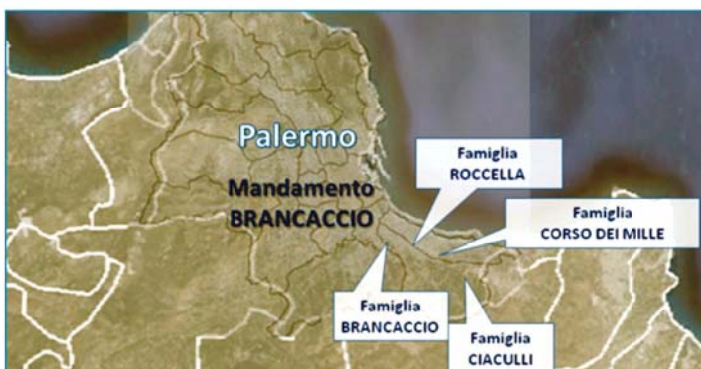 Palermo
Mandamento
BRANCACCIO
Famiglia
ROCCELLA
Famiglia
CORSO DEI MILLE
Famiglia
BRANCACCIO
Famiglia
CIACULLI